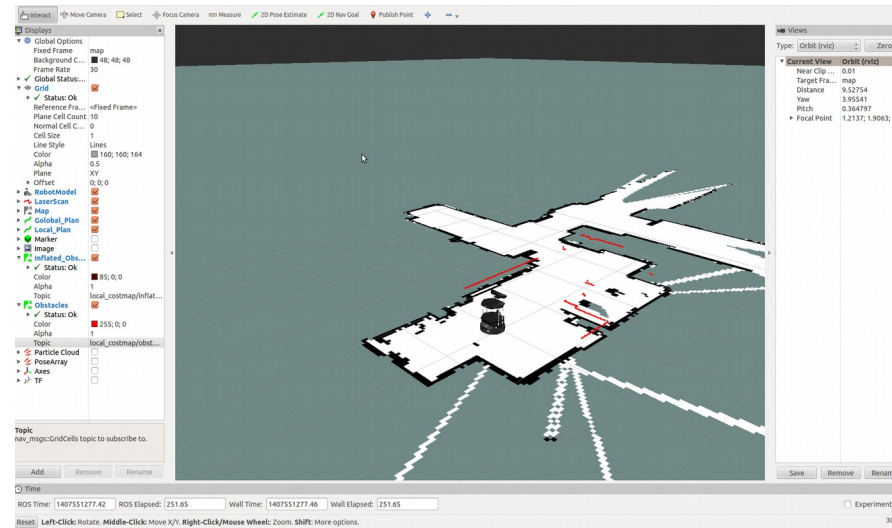 Interact Move Camera Select Focus Camera Measure 2D Pose Estimate 2D Nav Goal Publish Point
Displays
Global Options
Fixed Frame map
Background C... 48; 48; 48
Frame Rate 30
Global Status:...
Grid
Status: Ok
Reference Fra... <Fixed Frame>
Plane Cell Count 10
Normal Cell C... 0
Cell Size 1
Line Style Lines
Color 160; 160; 164
Alpha 0.5
Plane XY
Offset 0; 0; 0
RobotModel
LaserScan
Map
Golobal_Plan
Local_Plan
Marker
Image
Inflated_Obs...
Status: Ok
Color 85; 0; 0
Alpha 1
Topic local_costmap/inflat...
Obstacles
Status: Ok
Color 255; 0; 0
Alpha 1
Topic local_costmap/obst...
Particle Cloud
PoseArray
Axes
TF
Topic
nav_msgs::GridCells topic to subscribe to.
Add Remove Rename
Views
Type: Orbit (rviz) Zero
Current View Orbit (rviz)
Near Clip ... 0.01
Target Fra... map
Distance 9.52754
Yaw 3.95541
Pitch 0.364797
Focal Point 1.2137; 1.9063;
Save Remove Renam
Time
ROS Time: 1407551277.42 ROS Elapsed: 251.65 Wall Time: 1407551277.46 Wall Elapsed: 251.65 Experiment
Reset Left-Click: Rotate. Middle-Click: Move X/Y. Right-Click/Mouse Wheel:: Zoom. Shift: More options.